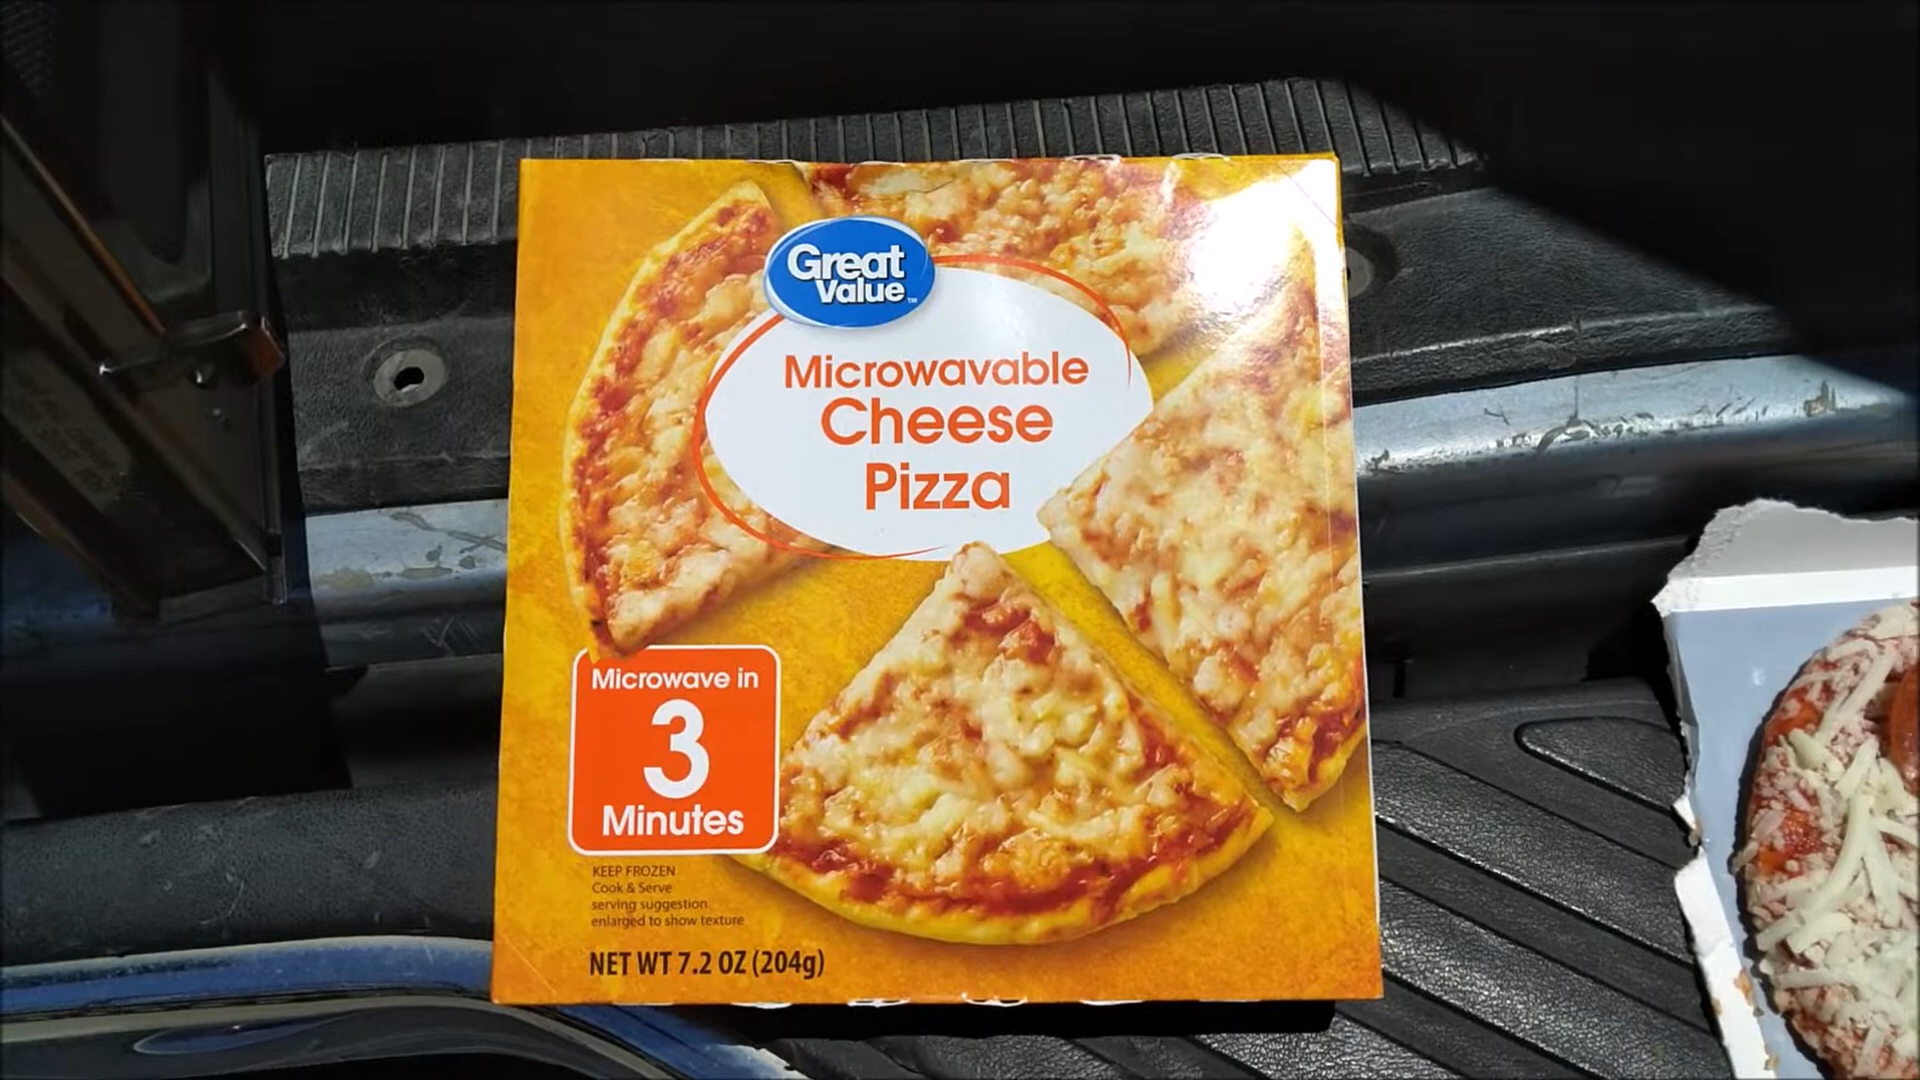 Great
Value™
Microwavable
Cheese
Pizza
Microwave in
3
Minutes
KEEP FROZEN
Cook & Serve
serving suggestion
enlarged to show texture
NET WT 7.2 OZ (204g)